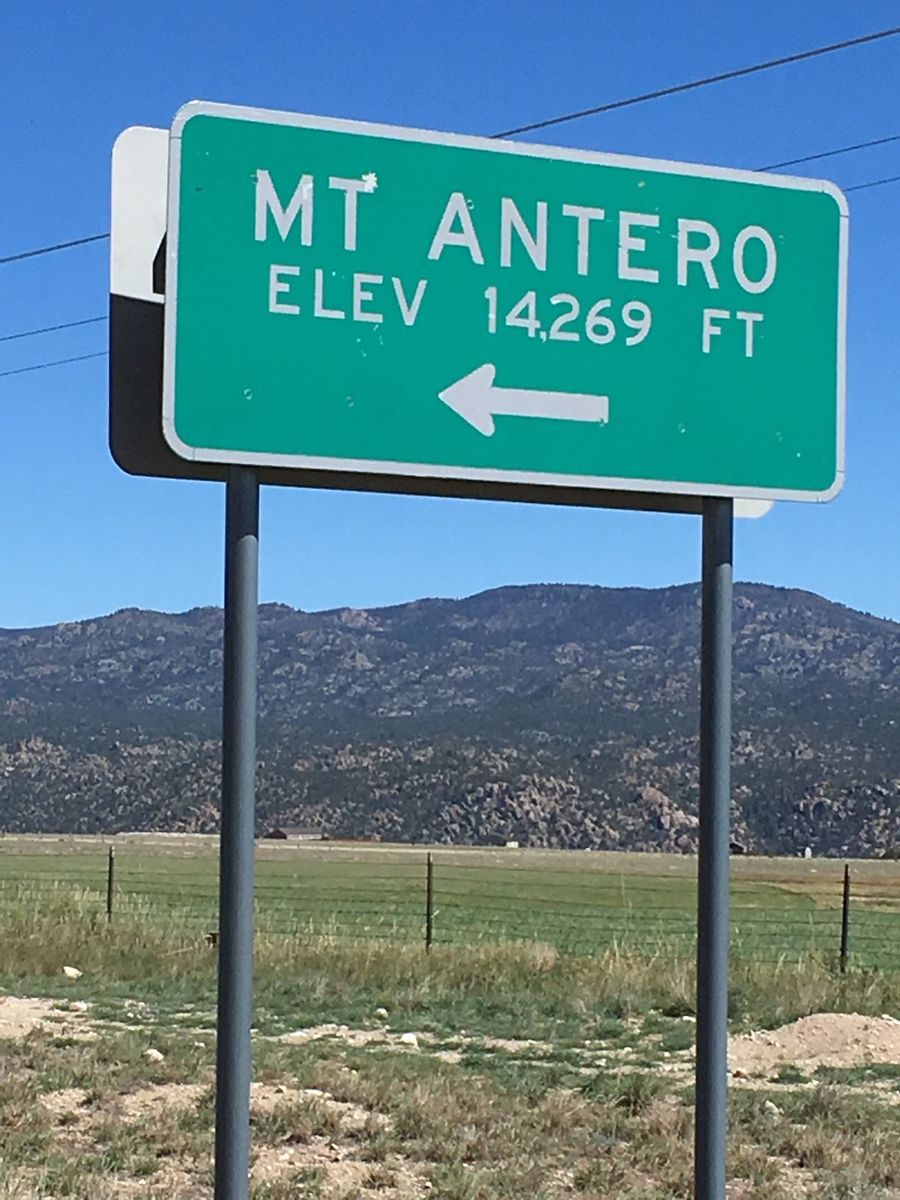 MT ANTERO
ELEV 14,269 FT